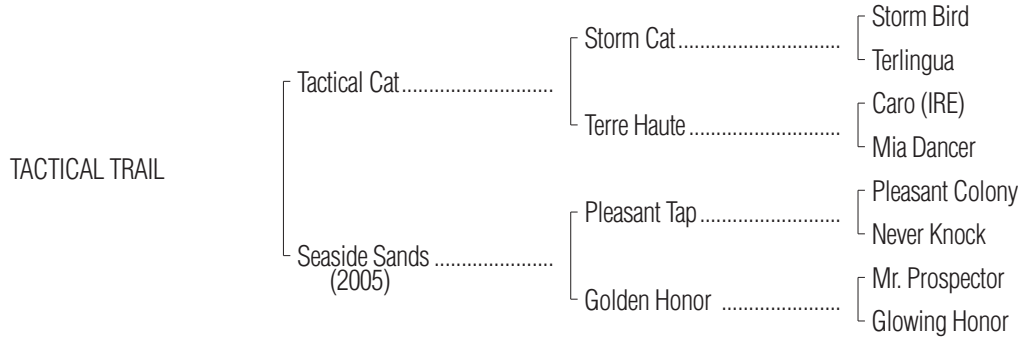 Storm Bird
Storm Cat..............................
Terlingua
Tactical Cat............................
Caro (IRE)
Terre Haute............................
Mia Dancer
TACTICAL TRAIL
Pleasant Colony
Pleasant Tap..........................
Never Knock
Seaside Sands......................
(2005)
Mr. Prospector
Golden Honor ......................
Glowing Honor